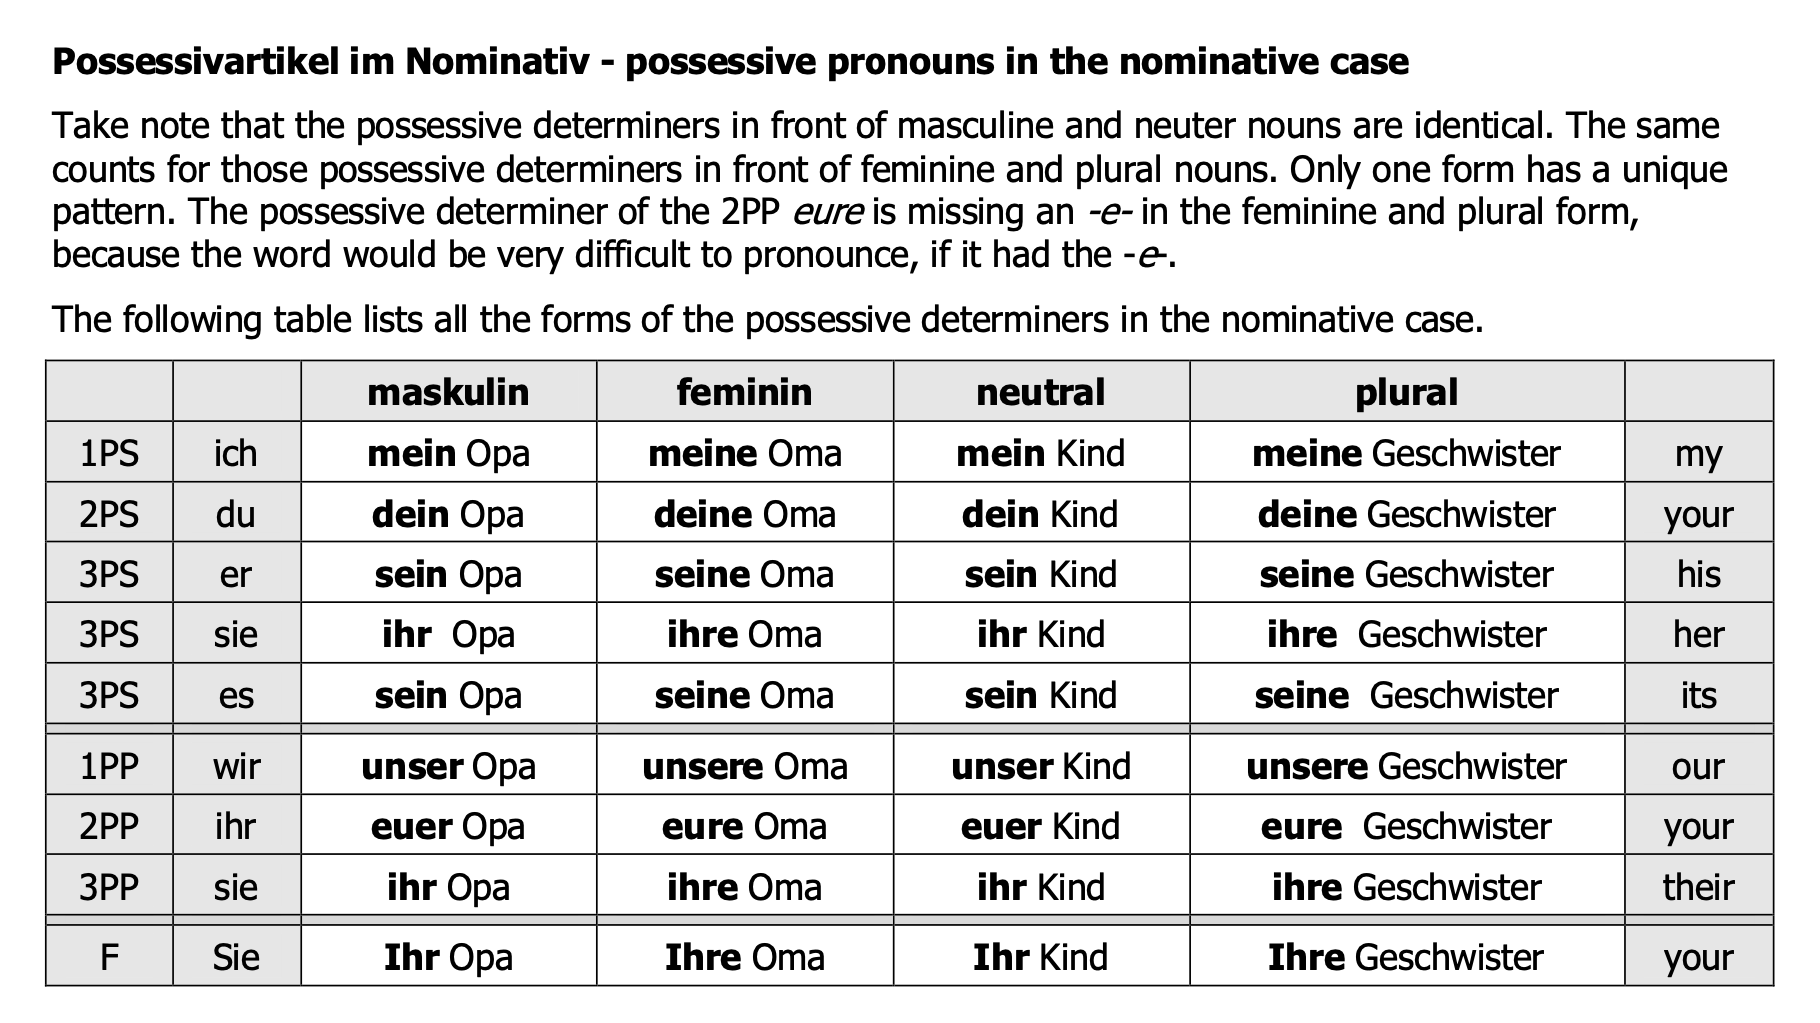 Possessivartikel im Nominativ - possessive pronouns in the nominative case
Take note that the possessive determiners in front of masculine and neuter nouns are identical. The same
counts for those possessive determiners in front of feminine and plural nouns. Only one form has a unique
pattern. The possessive determiner of the 2PP eure is missing an -e- in the feminine and plural form,
because the word would be very difficult to pronounce, if it had the -e-.
The following table lists all the forms of the possessive determiners in the nominative case.
maskulin feminin neutral plural
1PS ich mein Opa meine Oma mein Kind meine Geschwister my
2PS du dein Opa deine Oma dein Kind deine Geschwister your
3PS er sein Opa seine Oma sein Kind seine Geschwister his
3PS sie ihr Opa ihre Oma ihr Kind ihre Geschwister her
3PS es sein Opa seine Oma sein Kind seine Geschwister its
1PP wir unser Opa unsere Oma unser Kind unsere Geschwister our
2PP ihr euer Opa eure Oma euer Kind eure Geschwister your
3PP sie ihr Opa ihre Oma ihr Kind ihre Geschwister their
F Sie Ihr Opa Ihre Oma Ihr Kind Ihre Geschwister your